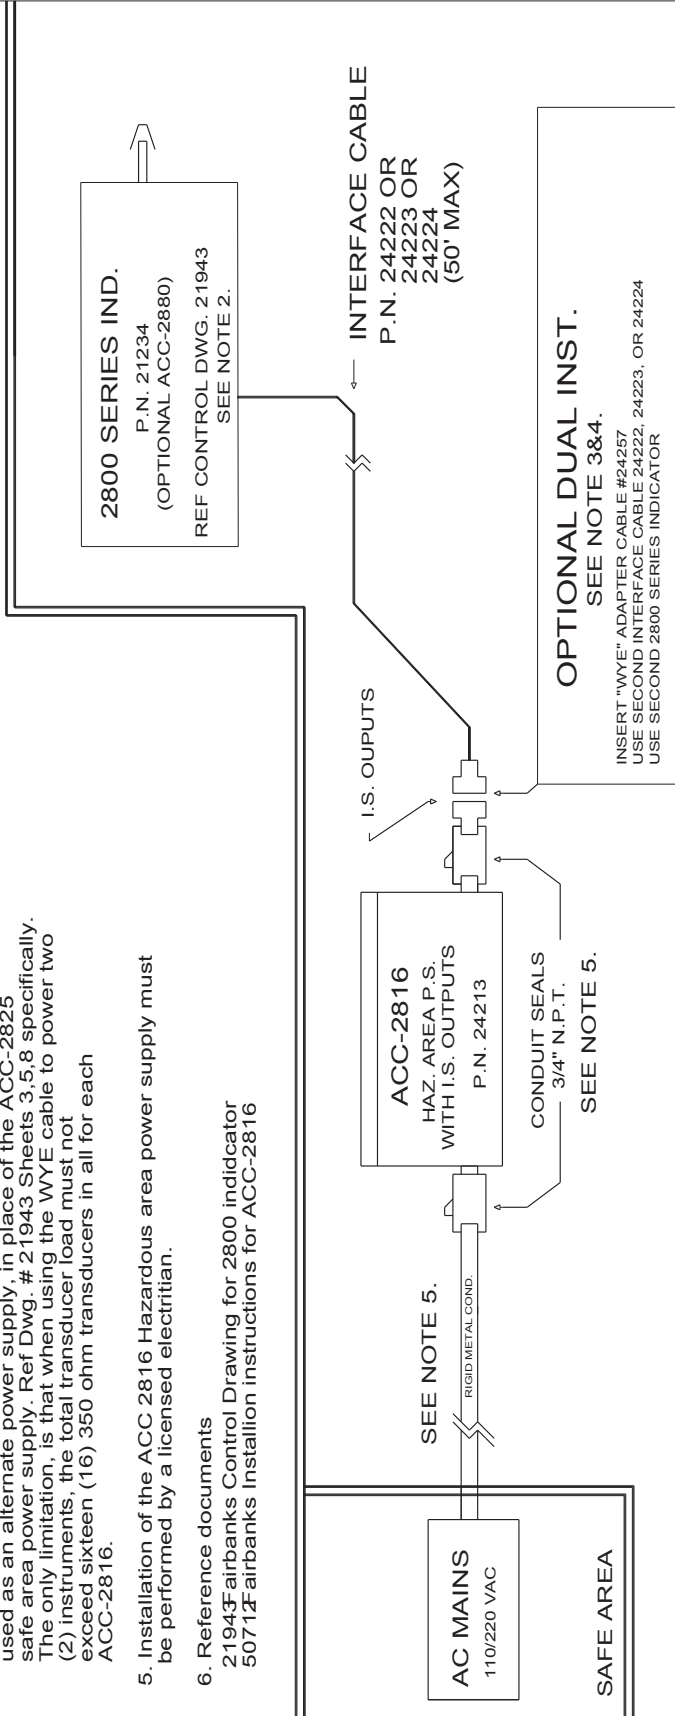 used as an alternate power supply, in place of the ACC-2825
safe area power supply. Ref Dwg. # 21943 Sheets 3,5,8 specifically.
The only limitation, is that when using the WYE cable to power two
(2) instruments, the total transducer load must not
exceed sixteen (16) 350 ohm transducers in all for each
ACC-2816.
5. Installation of the ACC 2816 Hazardous area power supply must
be performed by a licensed electritian.
6. Reference documents
21943 Fairbanks Control Drawing for 2800 indidcator
50712 Fairbanks Installion instructions for ACC-2816
2800 SERIES IND.
P.N. 21234
(OPTIONAL ACC-2880)
REF CONTROL DWG. 21943
SEE NOTE 2.
INTERFACE CABLE
P.N. 24222 OR
24223 OR
24224
(50' MAX)
I.S. OUPUTS
ACC-2816
HAZ. AREA P.S.
WITH I.S. OUTPUTS
P.N. 24213
CONDUIT SEALS
3/4" N.P.T.
SEE NOTE 5.
SEE NOTE 5.
RIGID METAL COND.
AC MAINS
110/220 VAC
SAFE AREA
OPTIONAL DUAL INST.
SEE NOTE 3&4.
INSERT "WYE" ADAPTER CABLE #24257
USE SECOND INTERFACE CABLE 24222, 24223, OR 24224
USE SECOND 2800 SERIES INDICATOR